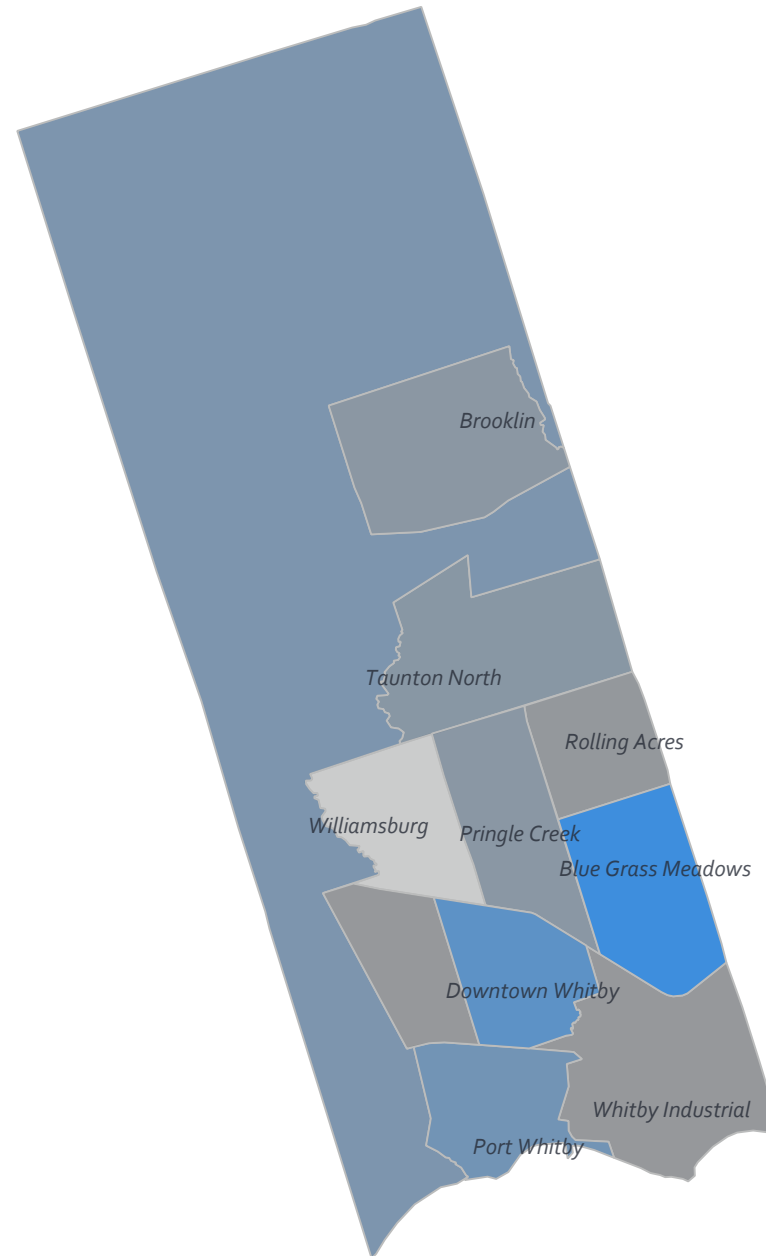 Brooklin
Taunton North
Rolling Acres
Williamsburg
Pringle Creek
Blue Grass Meadows
Downtown Whitby
Whitby Industrial
Port Whitby